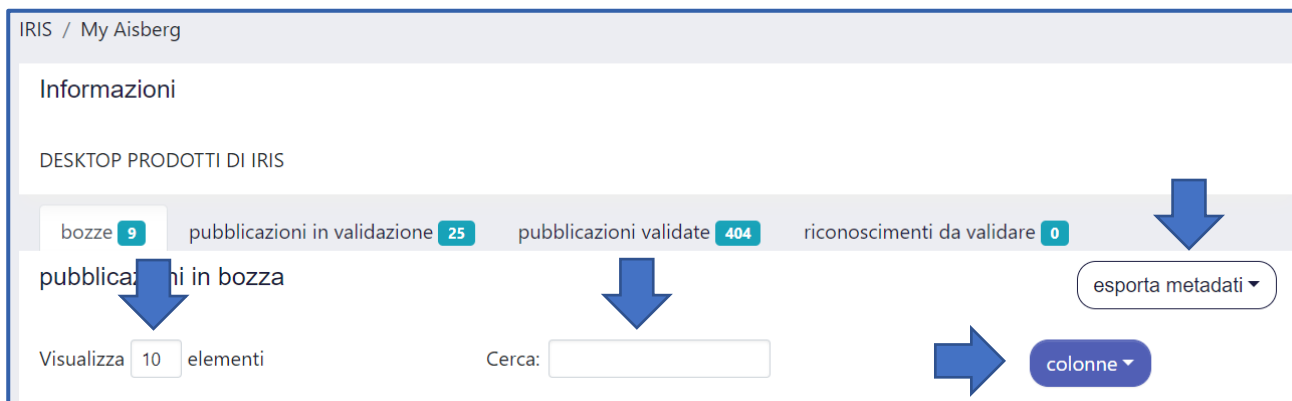 IRIS / My Aisberg
Informazioni
DESKTOP PRODOTTI DI IRIS
bozze 9 pubblicazioni in validazione 25 pubblicazioni validate 404 riconoscimenti da validare 0
in bozza
esporta metadati
Visualizza 10 elementi Cerca: colonne